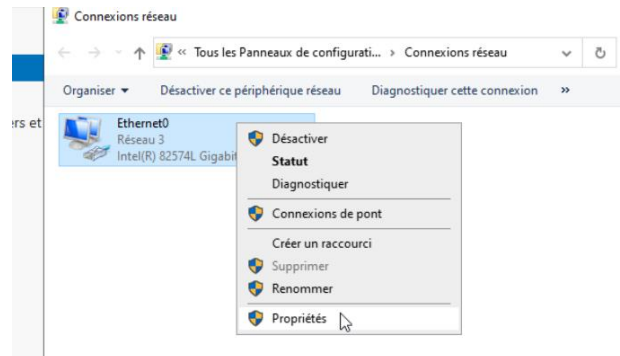 Connexions réseau
« Tous les Panneaux de configurati... > Connexions réseau
Organiser Désactiver ce périphérique réseau Diagnostiquer cette connexion »
ers et
Ethernet0
Réseau 3
Intel(R) 82574L Gigabit
Désactiver
Statut
Diagnostiquer
Connexions de pont
Créer un raccourci
Supprimer
Renommer
Propriétés